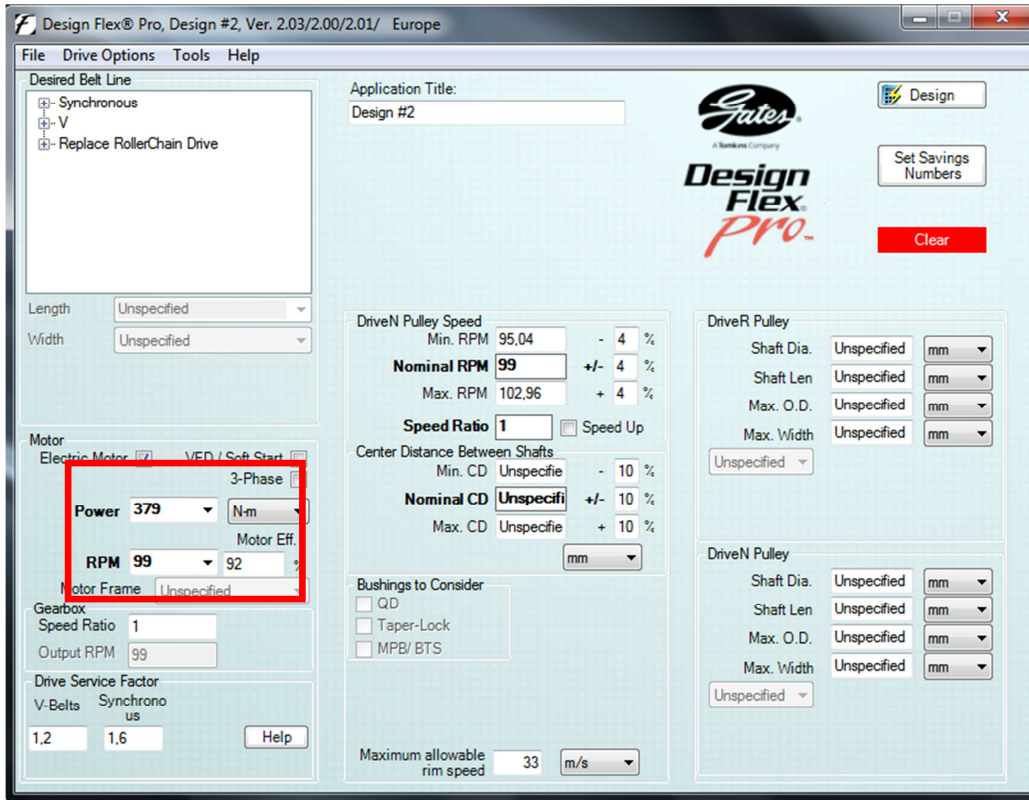 Design Flex® Pro, Design #2, Ver. 2.03/2.00/2.01/ Europe
File Drive Options Tools Help
Desired Belt Line
Synchronous
V
Replace RollerChain Drive
Length Unspecified
Width Unspecified
Motor
Electric Motor VFD / Soft Start
3-Phase
Power 379 N-m
Motor Eff.
RPM 99 92 %
Motor Frame Unspecified
Gearbox
Speed Ratio 1
Output RPM 99
Drive Service Factor
V-Belts Synchrono
us
1,2 1,6 Help
Application Title:
Design #2
DriveN Pulley Speed
Min. RPM 95,04 - 4 %
Nominal RPM 99 +/- 4 %
Max. RPM 102,96 + 4 %
Speed Ratio 1 Speed Up
Center Distance Between Shafts
Min. CD Unspecifie - 10 %
Nominal CD Unspecifi +/- 10 %
Max. CD Unspecifie + 10 %
mm
Bushings to Consider
QD
Taper-Lock
MPB/ BTS
Maximum allowable
rim speed 33 m/s
Gates
A Tomkins Company
Design
Flex®
Pro™
Design
Set Savings
Numbers
Clear
DriveR Pulley
Shaft Dia. Unspecified mm
Shaft Len Unspecified mm
Max. O.D. Unspecified mm
Max. Width Unspecified mm
Unspecified
DriveN Pulley
Shaft Dia. Unspecified mm
Shaft Len Unspecified mm
Max. O.D. Unspecified mm
Max. Width Unspecified mm
Unspecified